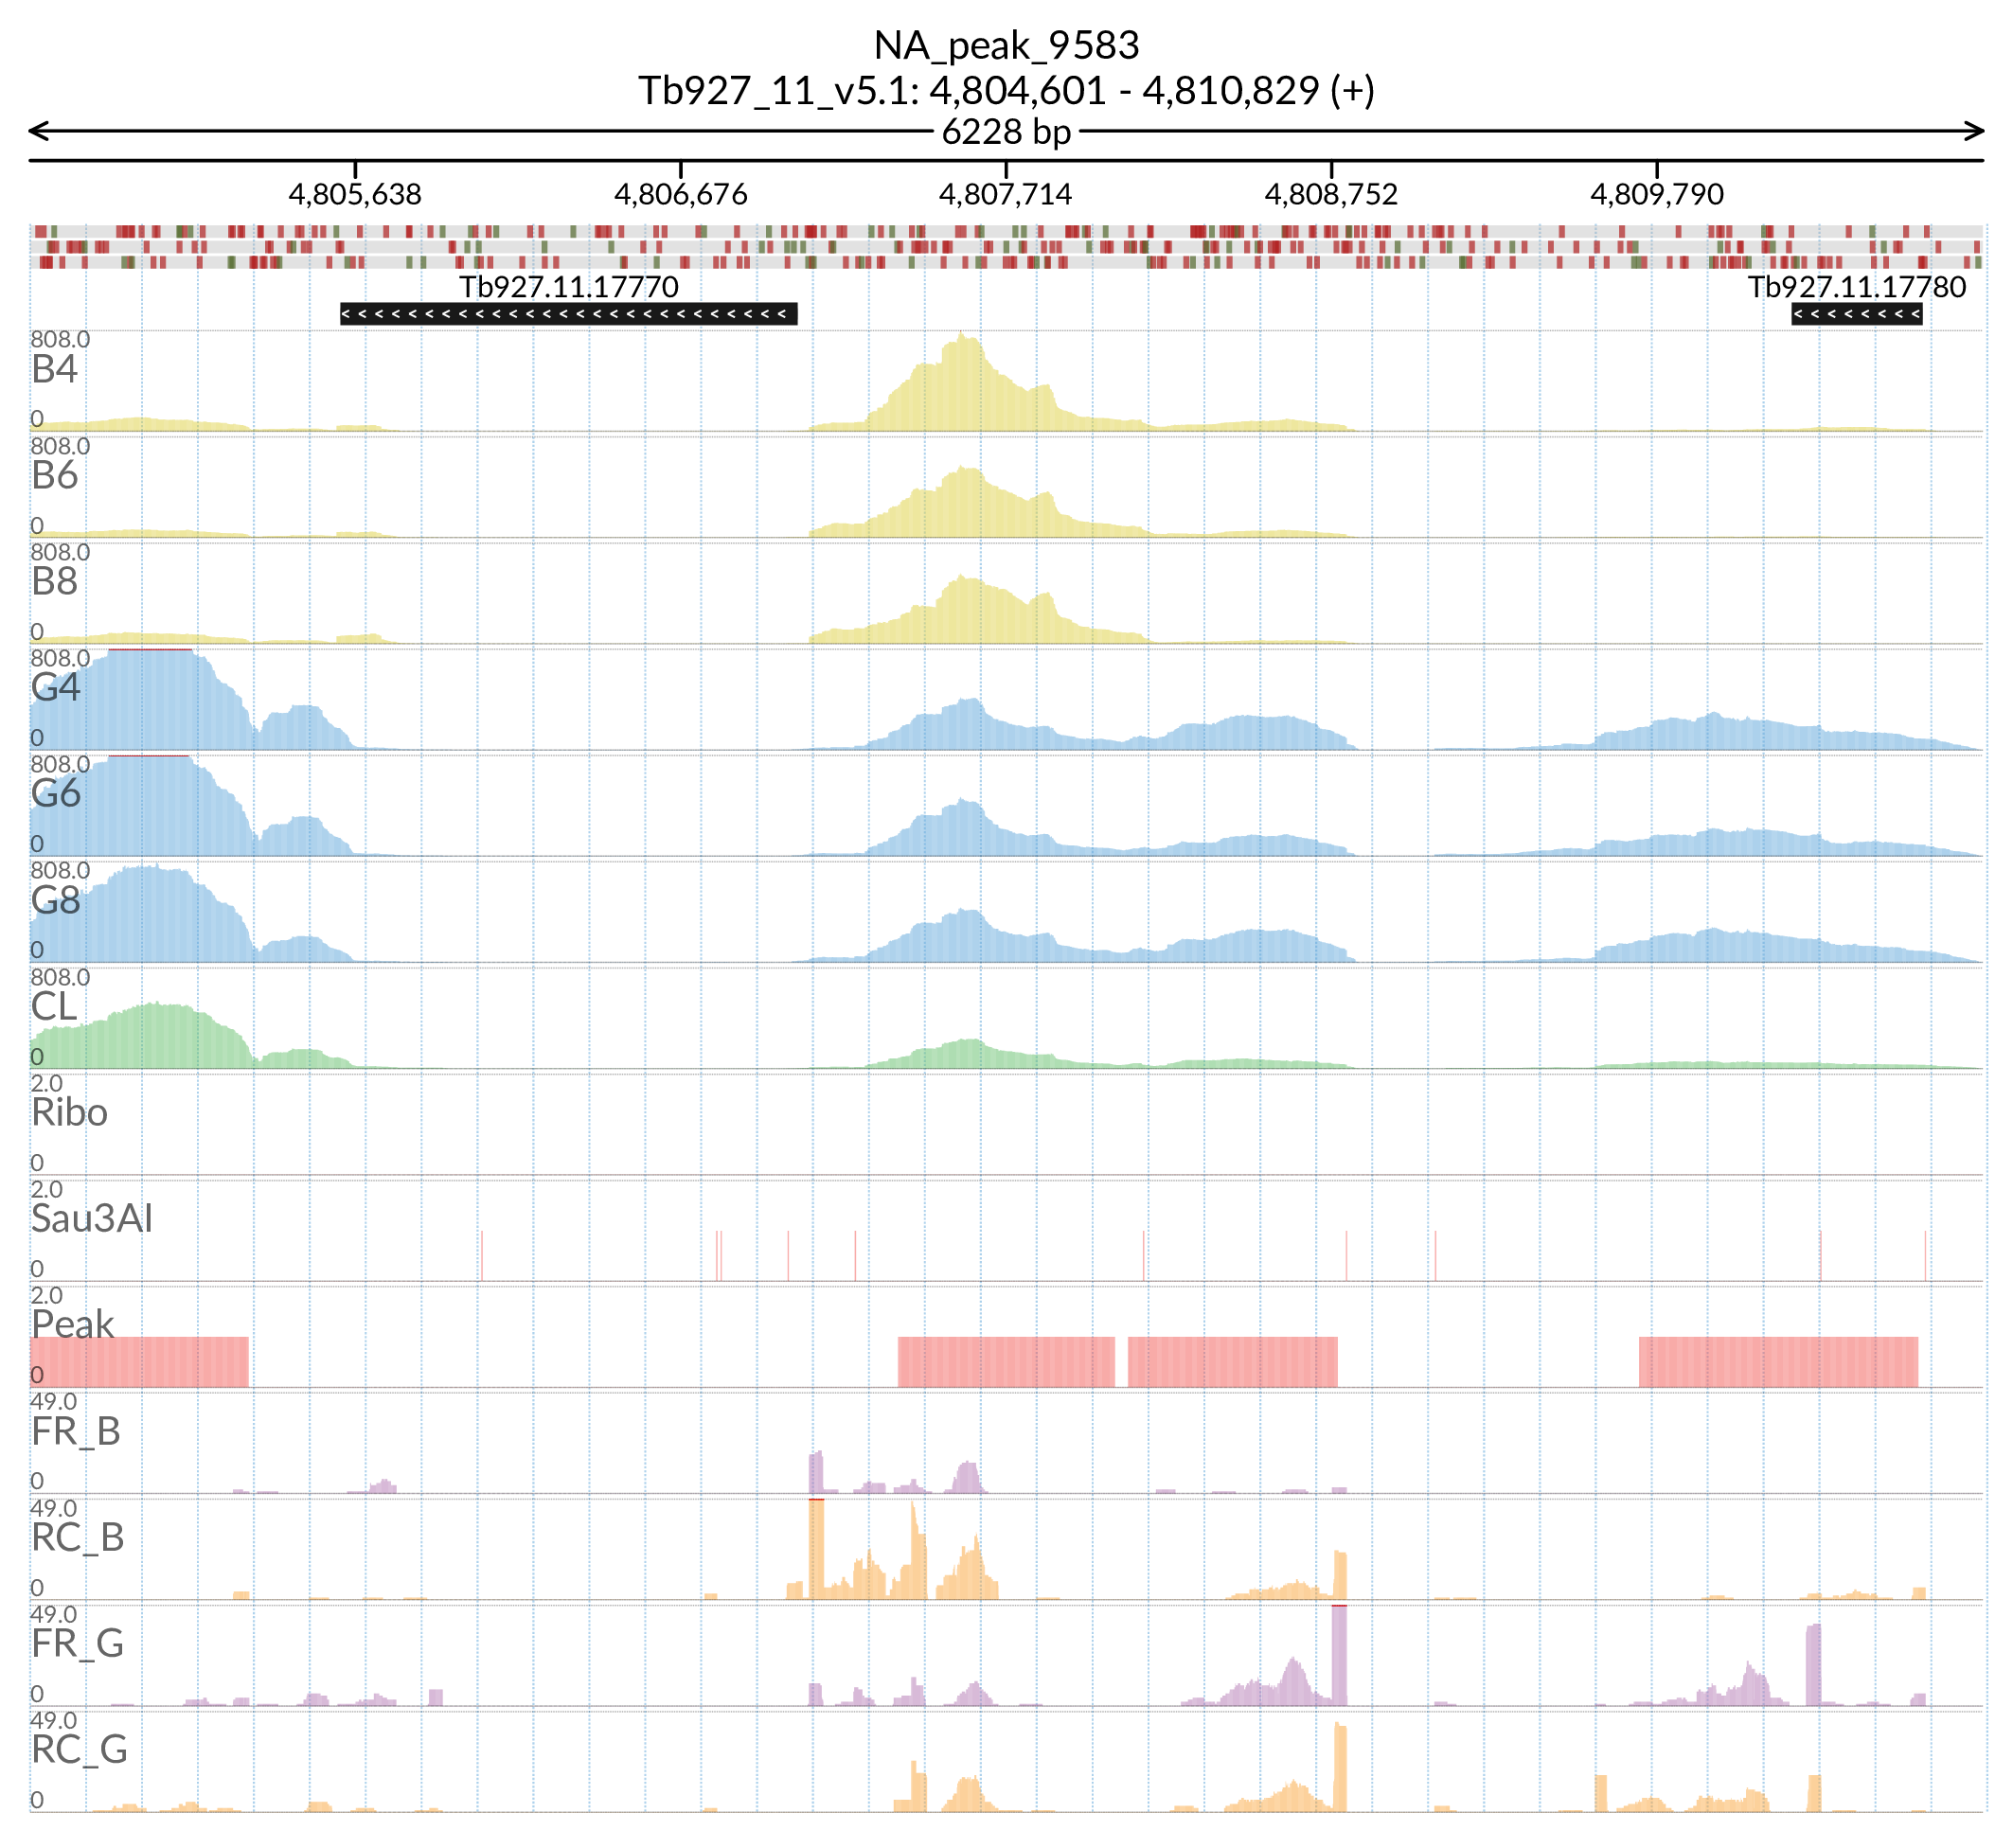 NA_peak_9583
Tb927_11_v5.1: 4,804,601 - 4,810,829 (+)
6228 bp
4,805,638 4,806,676 4,807,714 4,808,752 4,809,790
Tb927.11.17770 Tb927.11.17780
808.0
B4
0
808.0
B6
0
808.0
B8
0
808.0
G4
0
808.0
G6
0
808.0
G8
0
808.0
CL
0
2.0
Ribo
0
2.0
Sau3AI
0
2.0
Peak
0
49.0
FR_B
0
49.0
RC_B
0
49.0
FR_G
0
49.0
RC_G
0